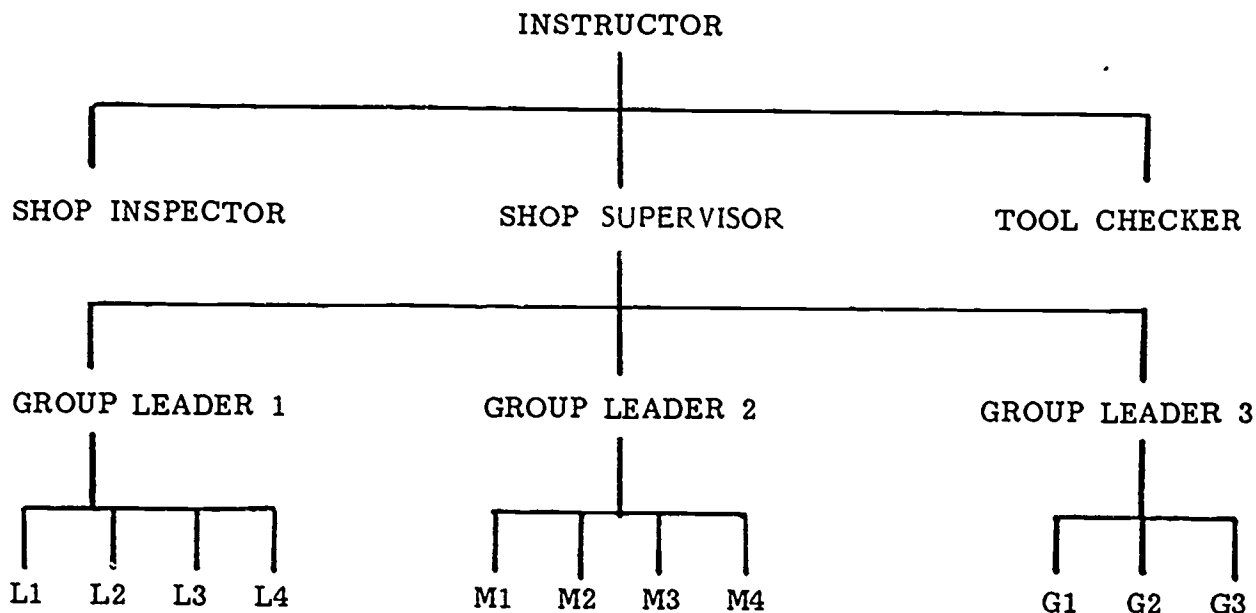 INSTRUCTOR
SHOP INSPECTOR SHOP SUPERVISOR TOOL CHECKER
GROUP LEADER 1 GROUP LEADER 2 GROUP LEADER 3
L1 L2 L3 L4 M1 M2 M3 M4 G1 G2 G3